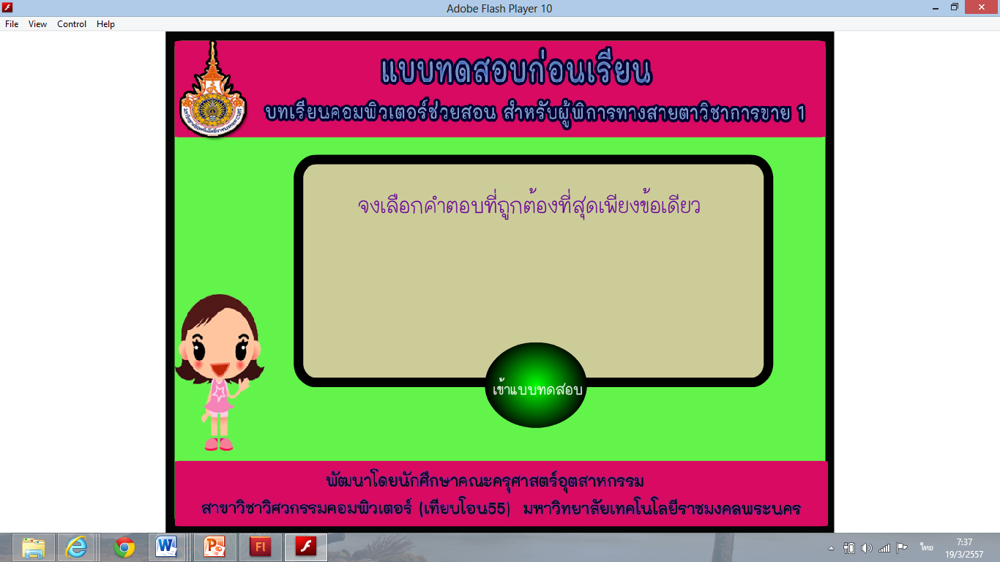 Adobe Flash Player 10
File View Control Help
แบบทดสอบก่อนเรียน
บทเรียนคอมพิวเตอร์ช่วยสอน สำหรับผู้พิการทางสายตาวิชาการขาย 1
จงเลือกคำตอบที่ถูกต้องที่สุดเพียงข้อเดียว
เข้าแบบทดสอบ
พัฒนาโดยนักศึกษาคณะครุศาสตร์อุตสาหกรรม
สาขาวิชาวิศวกรรมคอมพิวเตอร์ (เทียบโอน55) มหาวิทยาลัยเทคโนโลยีราชมงคลพระนคร
ไทย
7:37
19/3/2557